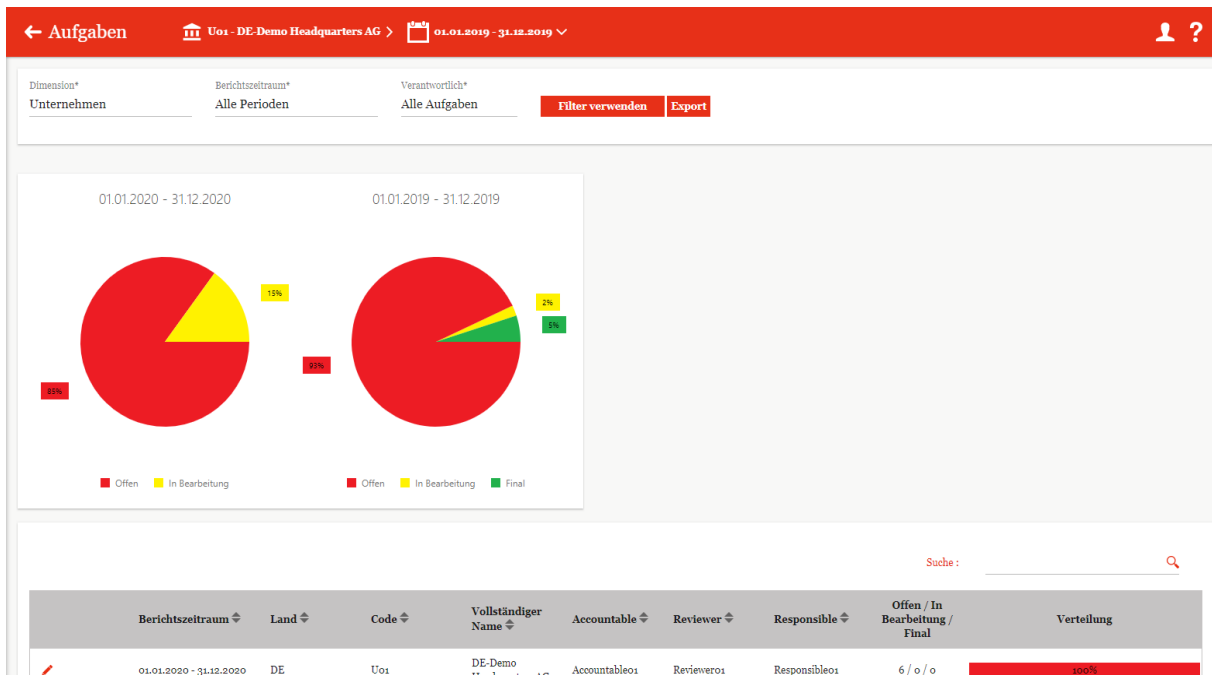 Aufgaben
U01 - DE-Demo Headquarters AG
01.01.2019 - 31.12.2019
?
Dimension*
Berichtszeitraum*
Verantwortlich*
Unternehmen
Alle Perioden
Alle Aufgaben
Filter verwenden
Export
01.01.2020 - 31.12.2020
01.01.2019 - 31.12.2019
15%
85%
2%
5%
93%
Offen
In Bearbeitung
Offen
In Bearbeitung
Final
Suche :
Berichtszeitraum
Land
Code
Vollständiger
Name
Accountable
Reviewer
Responsible
Offen / In
Bearbeitung /
Final
Verteilung
01.01.2020 - 31.12.2020
DE
U01
DE-Demo
Accountable01
Reviewer01
Responsible01
6 / 0 / 0
100%